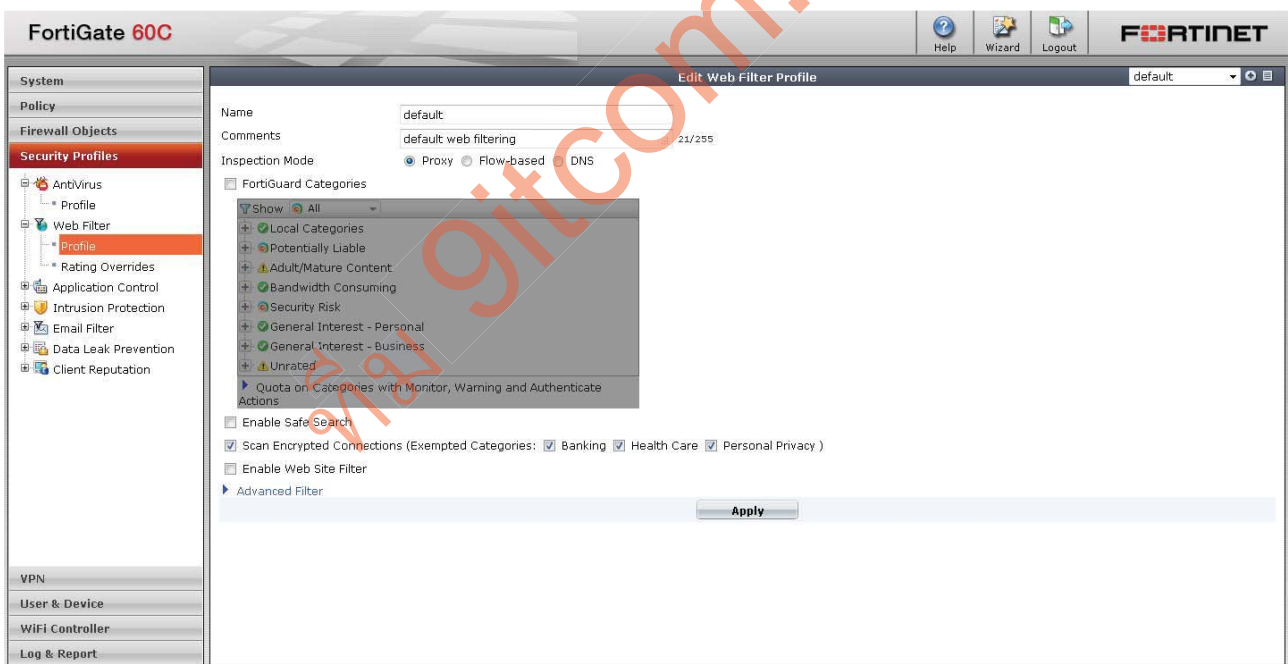 FortiGate 60C
Help
Wizard
Logout
FORTINET
System
Policy
Firewall Objects
Security Profiles
AntiVirus
Profile
Web Filter
Profile
Rating Overrides
Application Control
Intrusion Protection
Email Filter
Data Leak Prevention
Client Reputation
VPN
User & Device
WiFi Controller
Log & Report
Edit Web Filter Profile
default
Name default
Comments default web filtering 21/255
Inspection Mode Proxy Flow-based DNS
FortiGuard Categories
Show All
Local Categories
Potentially Liable
Adult/Mature Content
Bandwidth Consuming
Security Risk
General Interest - Personal
General Interest - Business
Unrated
Quota on Categories with Monitor, Warning and Authenticate
Actions
Enable Safe Search
Scan Encrypted Connections (Exempted Categories: Banking Health Care Personal Privacy )
Enable Web Site Filter
Advanced Filter
Apply
ทีม 9itcom.